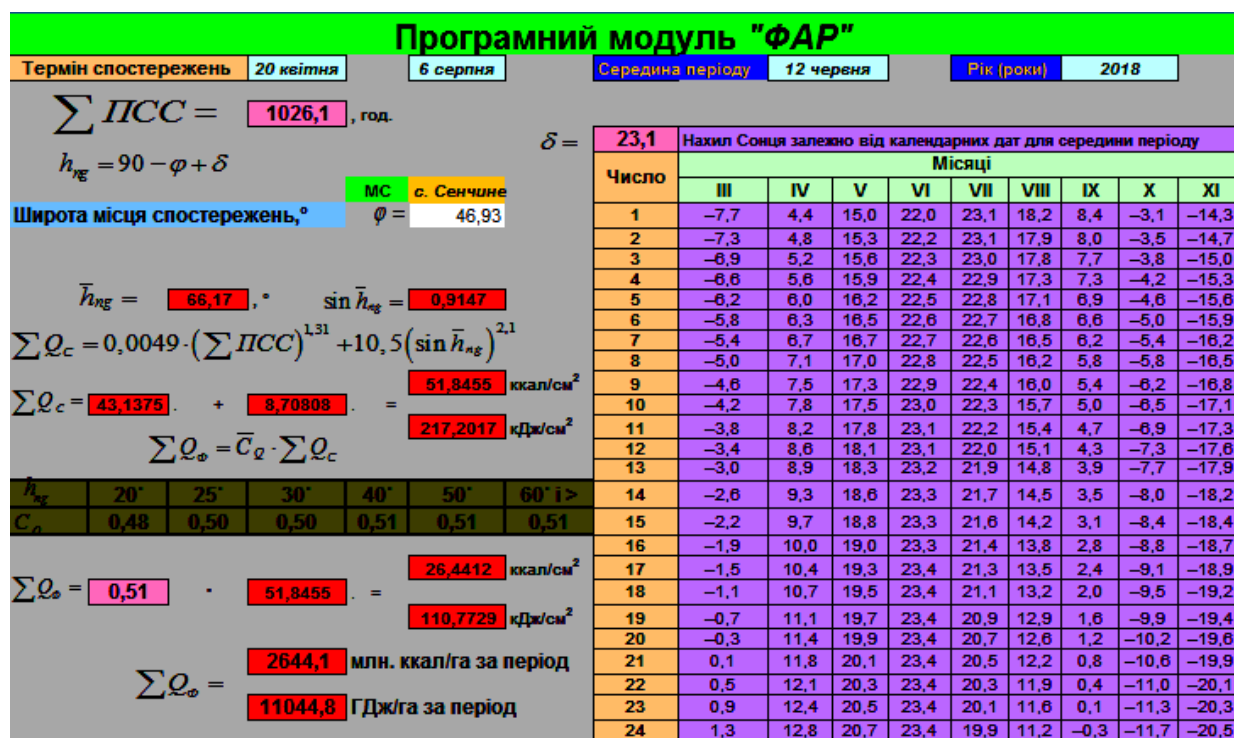 Програмний модуль "ФАР"
Термін спостережень 20 квітня 6 серпня Середина періоду 12 червня Рік (роки) 2018
∑ ПСС = 1026,1 , год.
δ = 23,1 Нахил Сонця залежно від календарних дат для середини періоду
h_ng = 90 − φ + δ
Число Місяці
III IV V VI VII VIII IX X XI
МС с. Сенчине
Широта місця спостережень,° φ = 46,93
1 –7,7 4,4 15,0 22,0 23,1 18,2 8,4 –3,1 –14,3
2 –7,3 4,8 15,3 22,2 23,1 17,9 8,0 –3,5 –14,7
3 –6,9 5,2 15,6 22,3 23,0 17,8 7,7 –3,8 –15,0
4 –6,6 5,6 15,9 22,4 22,9 17,3 7,3 –4,2 –15,3
h̅_ng = 66,17 , ° sin h̅_ng = 0,9147
5 –6,2 6,0 16,2 22,5 22,8 17,1 6,9 –4,6 –15,6
6 –5,8 6,3 16,5 22,6 22,7 16,8 6,6 –5,0 –15,9
∑Q_C = 0,0049·(∑ ПСС)^1,31 +10,5(sin h̅_ng)^2,1
7 –5,4 6,7 16,7 22,7 22,6 16,5 6,2 –5,4 –16,2
8 –5,0 7,1 17,0 22,8 22,5 16,2 5,8 –5,8 –16,5
51,8455 ккал/см²
9 –4,6 7,5 17,3 22,9 22,4 16,0 5,4 –6,2 –16,8
∑Q_C = 43,1375 . + 8,70808 . =
10 –4,2 7,8 17,5 23,0 22,3 15,7 5,0 –6,5 –17,1
217,2017 кДж/см²
11 –3,8 8,2 17,8 23,1 22,2 15,4 4,7 –6,9 –17,3
∑Q_Ф = C̅_Q · ∑Q_C
12 –3,4 8,6 18,1 23,1 22,0 15,1 4,3 –7,3 –17,6
13 –3,0 8,9 18,3 23,2 21,9 14,8 3,9 –7,7 –17,9
h_ng 20° 25° 30° 40° 50° 60° і >
14 –2,6 9,3 18,6 23,3 21,7 14,5 3,5 –8,0 –18,2
C_Q 0,48 0,50 0,50 0,51 0,51 0,51
15 –2,2 9,7 18,8 23,3 21,6 14,2 3,1 –8,4 –18,4
16 –1,9 10,0 19,0 23,3 21,4 13,8 2,8 –8,8 –18,7
26,4412 ккал/см²
17 –1,5 10,4 19,3 23,4 21,3 13,5 2,4 –9,1 –18,9
∑Q_Ф = 0,51 · 51,8455 . =
18 –1,1 10,7 19,5 23,4 21,1 13,2 2,0 –9,5 –19,2
110,7729 кДж/см²
19 –0,7 11,1 19,7 23,4 20,9 12,9 1,6 –9,9 –19,4
20 –0,3 11,4 19,9 23,4 20,7 12,6 1,2 –10,2 –19,6
2644,1 млн. ккал/га за період
21 0,1 11,8 20,1 23,4 20,5 12,2 0,8 –10,6 –19,9
∑Q_Ф =
22 0,5 12,1 20,3 23,4 20,3 11,9 0,4 –11,0 –20,1
11044,8 ГДж/га за період
23 0,9 12,4 20,5 23,4 20,1 11,6 0,1 –11,3 –20,3
24 1,3 12,8 20,7 23,4 19,9 11,2 –0,3 –11,7 –20,5